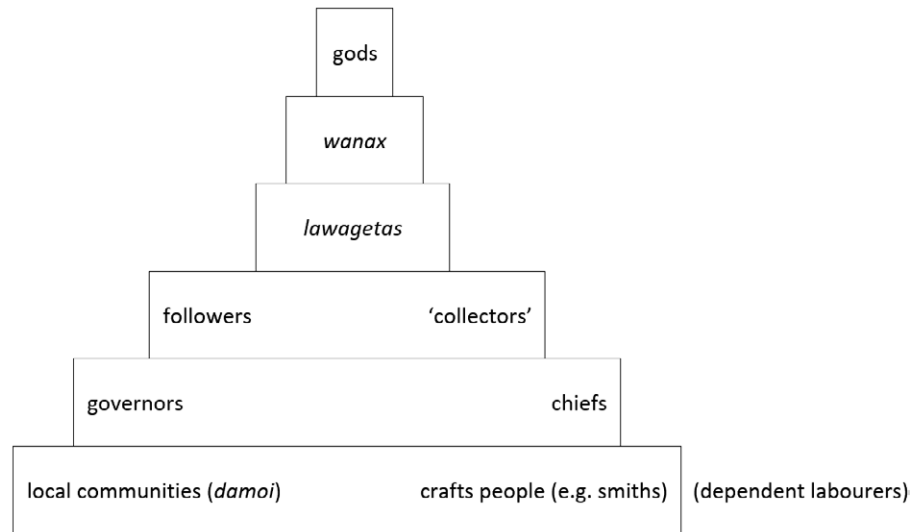 gods
wanax
lawagetas
followers ‘collectors’
governors chiefs
local communities (damoi) crafts people (e.g. smiths) (dependent labourers)